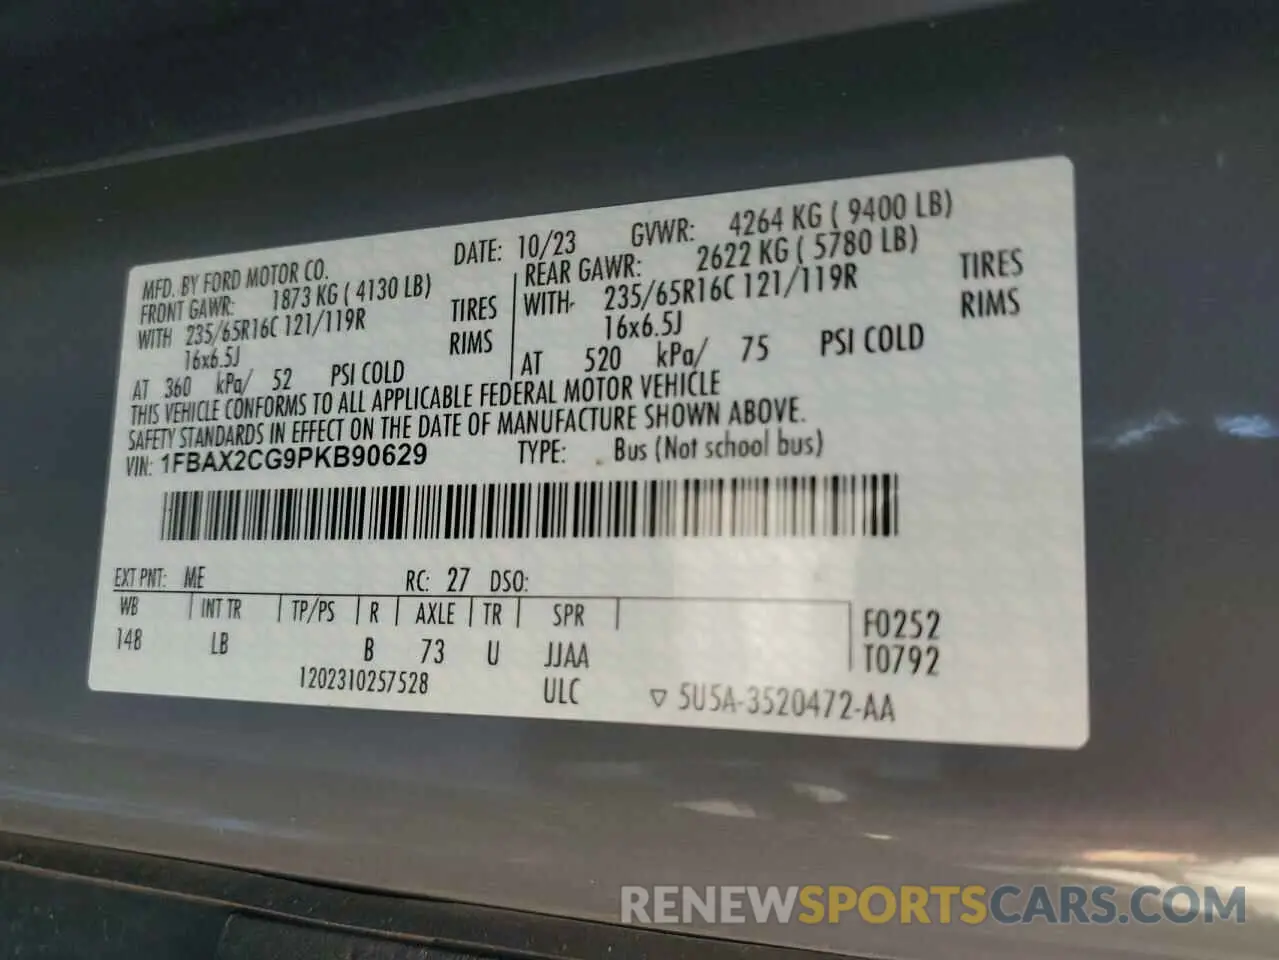 MFD. BY FORD MOTOR CO. DATE: 10/23 GVWR: 4264 KG ( 9400 LB)
FRONT GAWR: 1873 KG ( 4130 LB) REAR GAWR: 2622 KG ( 5780 LB)
WITH 235/65R16C 121/119R TIRES WITH 235/65R16C 121/119R TIRES
16x6.5J RIMS 16x6.5J RIMS
AT 360 kPa/ 52 PSI COLD AT 520 kPa/ 75 PSI COLD
THIS VEHICLE CONFORMS TO ALL APPLICABLE FEDERAL MOTOR VEHICLE
SAFETY STANDARDS IN EFFECT ON THE DATE OF MANUFACTURE SHOWN ABOVE.
VIN: 1FBAX2CG9PKB90629 TYPE: Bus (Not school bus)
EXT PNT: ME RC: 27 DSO:
WB INT TR TP/PS R AXLE TR SPR F0252
148 LB B 73 U JJAA T0792
1202310257528 ULC ▽ 5U5A-3520472-AA
RENEWSPORTSCARS.COM